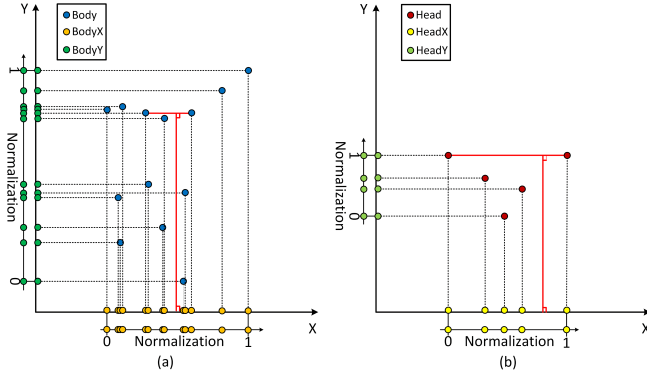 Y
Body
BodyX
BodyY
1
Normalization
0
X
0
Normalization
1
(a)
Y
Head
HeadX
HeadY
1
Normalization
0
X
0
Normalization
1
(b)